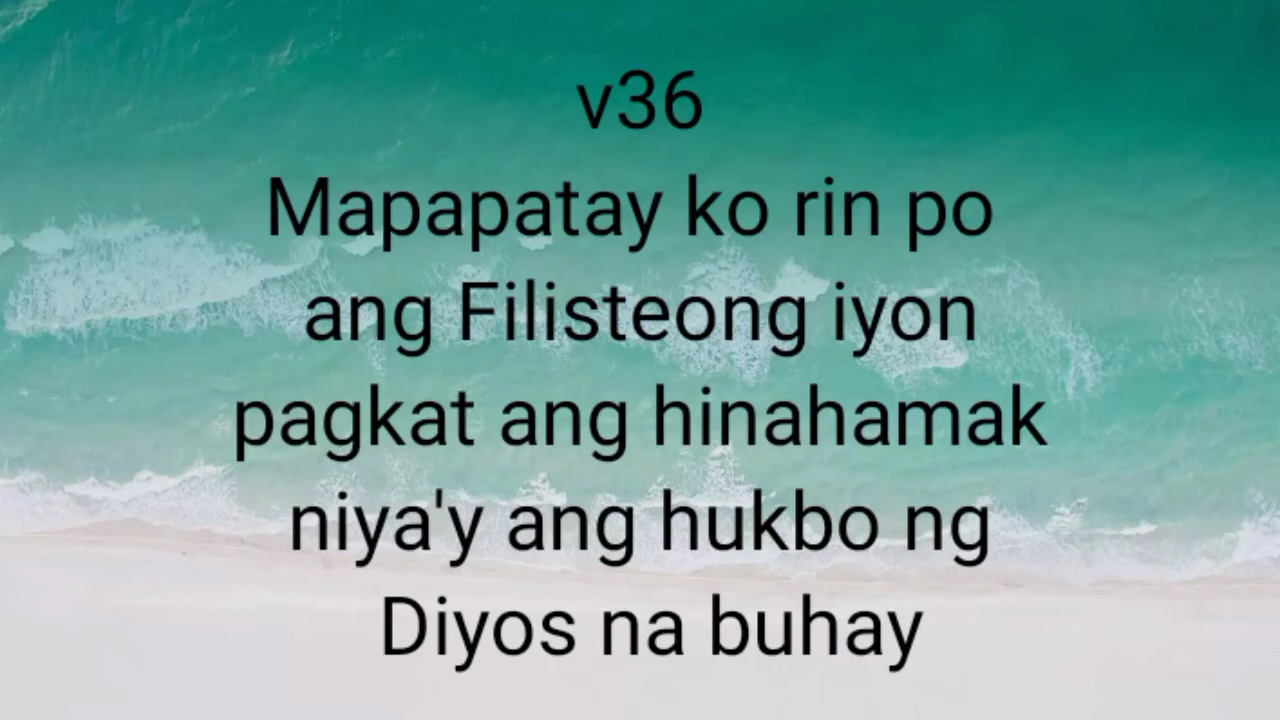 v36
Mapapatay ko rin po
ang Filisteong iyon
pagkat ang hinahamak
niya'y ang hukbo ng
Diyos na buhay